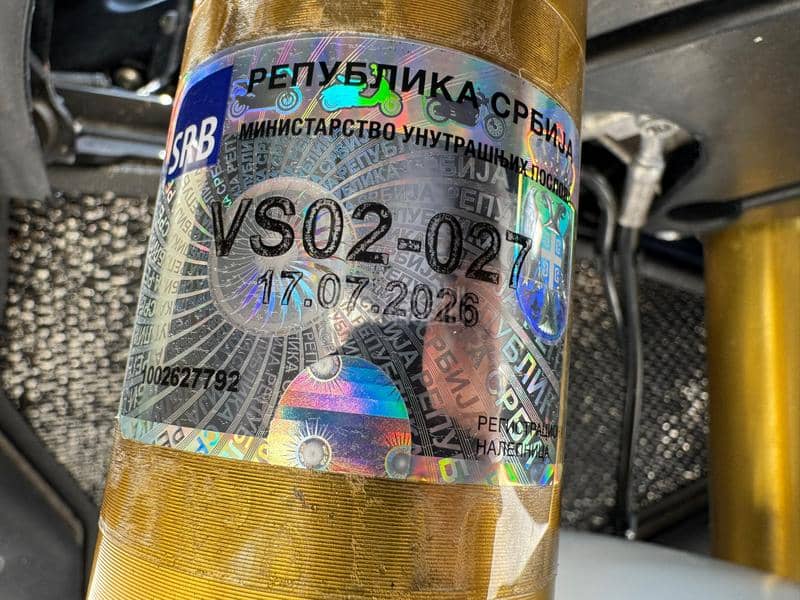 SRB
РЕПУБЛИКА СРБИЈА
МИНИСТАРСТВО УНУТРАШЊИХ ПОСЛОВА
VS02-027
17.07.2026
1002627792
РЕГИСТРАЦИОНА
НАЛЕПНИЦА